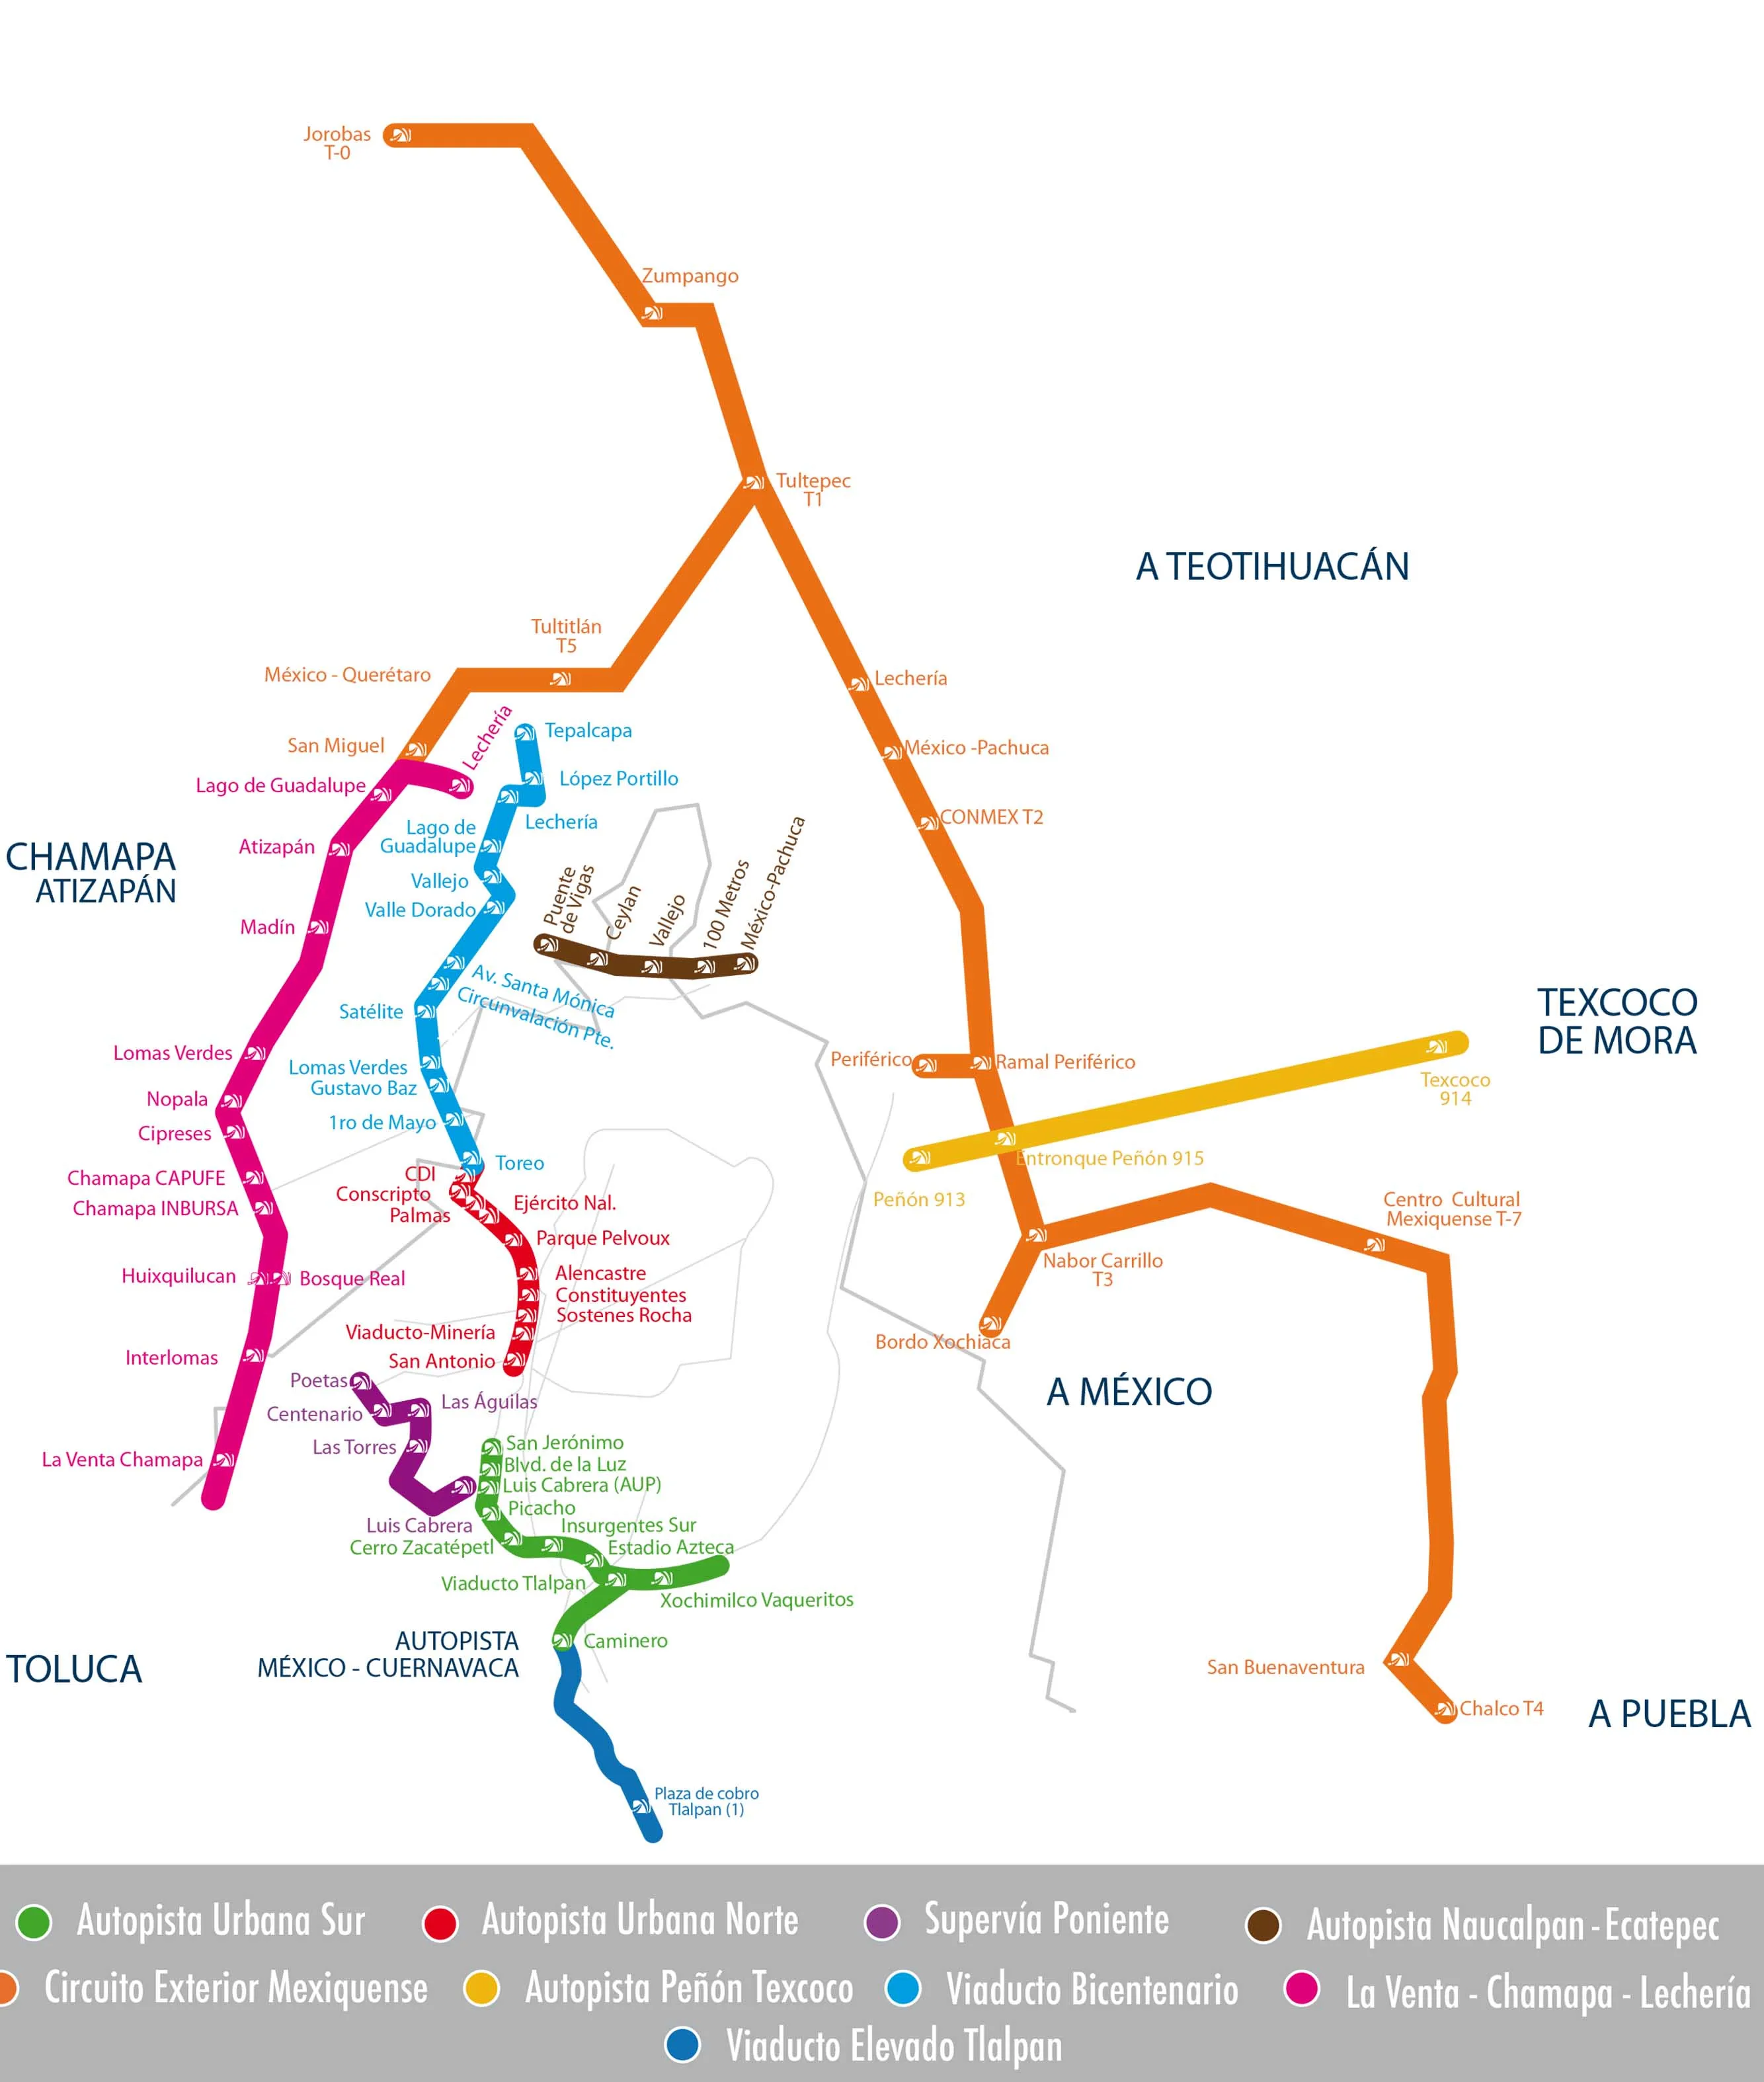 Jorobas
T-0
Zumpango
Tultepec
T1
A TEOTIHUACÁN
Tultitlán
T5
México - Querétaro
Lechería
San Miguel
Lechería
Tepalcapa
México -Pachuca
Lago de Guadalupe
López Portillo
CONMEX T2
Lechería
Lago de
Guadalupe
CHAMAPA
ATIZAPÁN
Atizapán
Vallejo
Valle Dorado
Madín
Puente
de Vigas
Ceylan
Vallejo
100 Metros
México-Pachuca
Av. Santa Mónica
Circunvalación Pte.
Satélite
TEXCOCO
DE MORA
Lomas Verdes
Lomas Verdes
Gustavo Baz
Periférico
Ramal Periférico
Texcoco
914
Nopala
1ro de Mayo
Cipreses
Toreo
Entronque Peñón 915
Peñón 913
CDI
Conscripto
Palmas
Chamapa CAPUFE
Chamapa INBURSA
Ejército Nal.
Centro Cultural
Mexiquense T-7
Parque Pelvoux
Nabor Carrillo
T3
Huixquilucan
Bosque Real
Alencastre
Constituyentes
Sostenes Rocha
Viaducto-Minería
Bordo Xochiaca
Interlomas
San Antonio
Poetas
A MÉXICO
Centenario
Las Águilas
Las Torres
San Jerónimo
La Venta Chamapa
Blvd. de la Luz
Luis Cabrera (AUP)
Picacho
Luis Cabrera
Insurgentes Sur
Cerro Zacatépetl
Estadio Azteca
Viaducto Tlalpan
Xochimilco Vaqueritos
AUTOPISTA
MÉXICO - CUERNAVACA
Caminero
TOLUCA
San Buenaventura
Chalco T4
A PUEBLA
Plaza de cobro
Tlalpan (1)
Autopista Urbana Sur
Autopista Urbana Norte
Supervía Poniente
Autopista Naucalpan - Ecatepec
Circuito Exterior Mexiquense
Autopista Peñón Texcoco
Viaducto Bicentenario
La Venta - Chamapa - Lechería
Viaducto Elevado Tlalpan